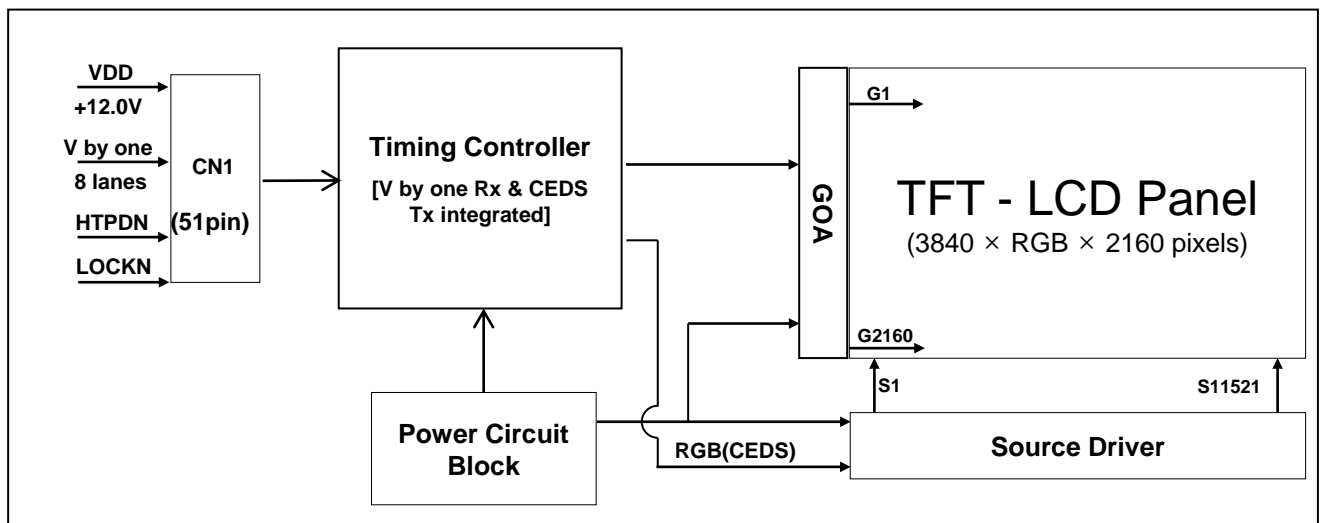 VDD
+12.0V
V by one
8 lanes
HTPDN
LOCKN
CN1
(51pin)
Timing Controller
[V by one Rx & CEDS
Tx integrated]
Power Circuit
Block
RGB(CEDS)
GOA
G1
G2160
TFT - LCD Panel
(3840 × RGB × 2160 pixels)
S1
S11521
Source Driver